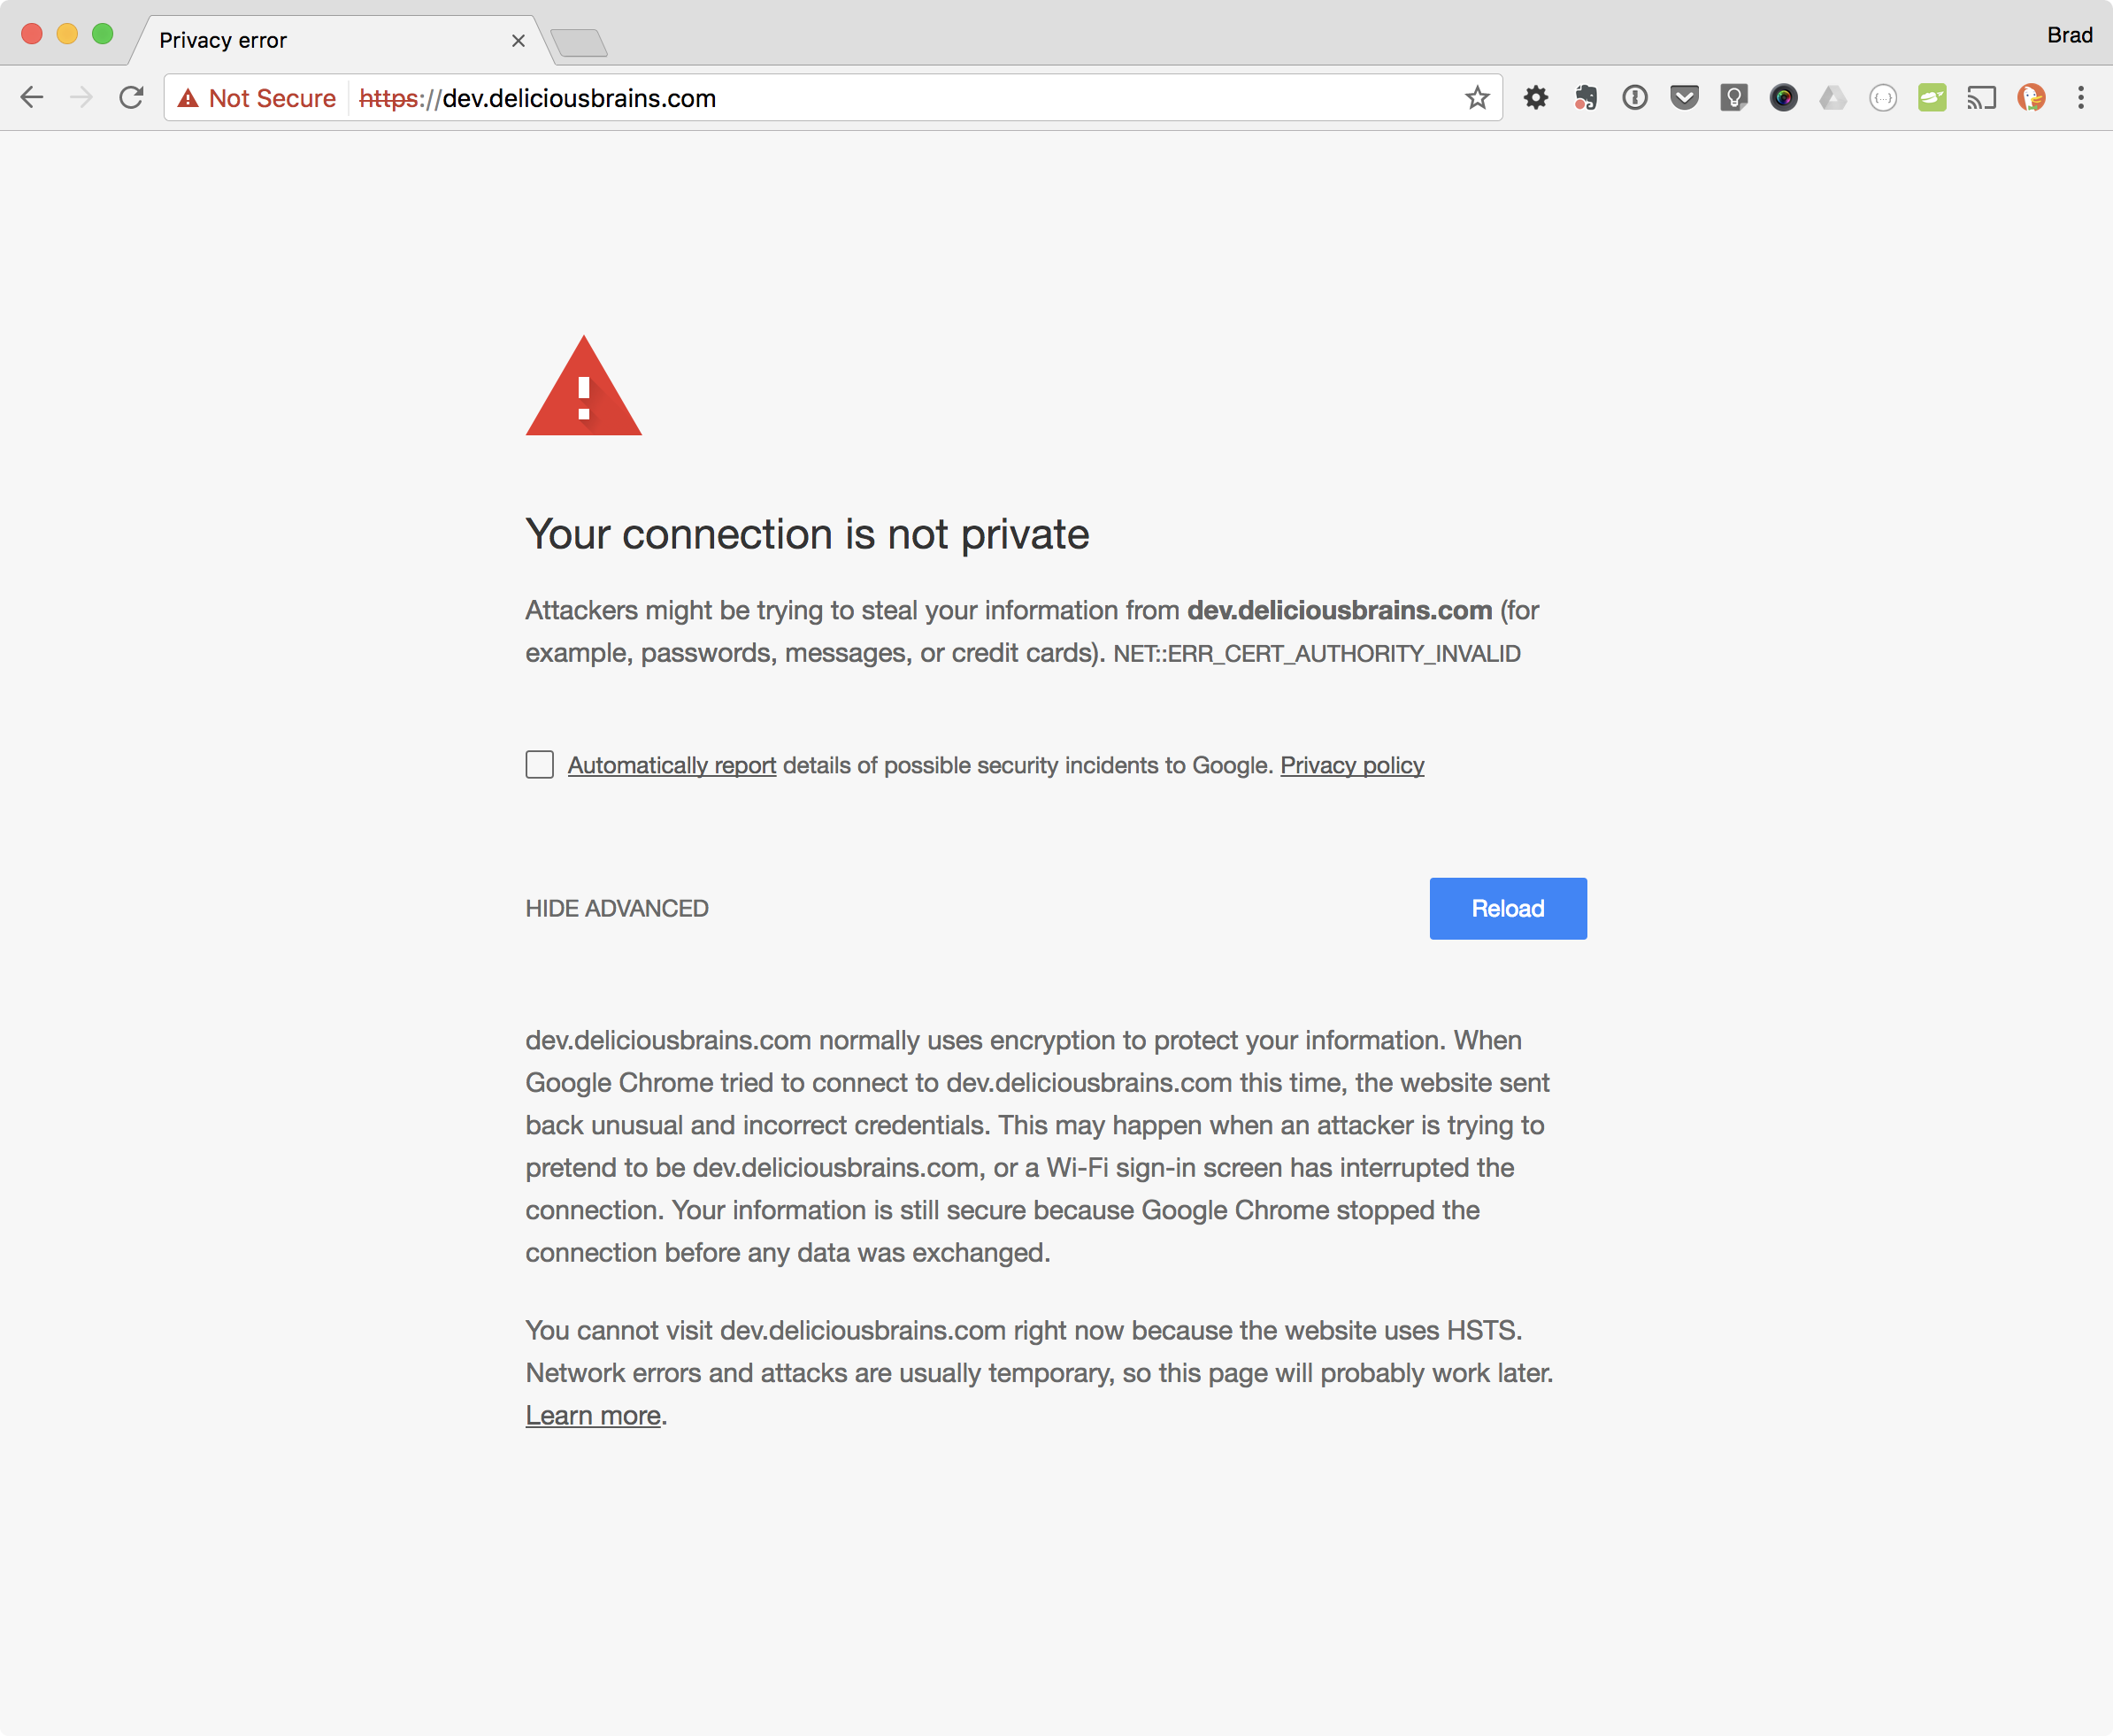 Privacy error
Brad
Not Secure https://dev.deliciousbrains.com
Your connection is not private
Attackers might be trying to steal your information from dev.deliciousbrains.com (for
example, passwords, messages, or credit cards). NET::ERR_CERT_AUTHORITY_INVALID
Automatically report details of possible security incidents to Google. Privacy policy
HIDE ADVANCED
Reload
dev.deliciousbrains.com normally uses encryption to protect your information. When
Google Chrome tried to connect to dev.deliciousbrains.com this time, the website sent
back unusual and incorrect credentials. This may happen when an attacker is trying to
pretend to be dev.deliciousbrains.com, or a Wi-Fi sign-in screen has interrupted the
connection. Your information is still secure because Google Chrome stopped the
connection before any data was exchanged.
You cannot visit dev.deliciousbrains.com right now because the website uses HSTS.
Network errors and attacks are usually temporary, so this page will probably work later.
Learn more.